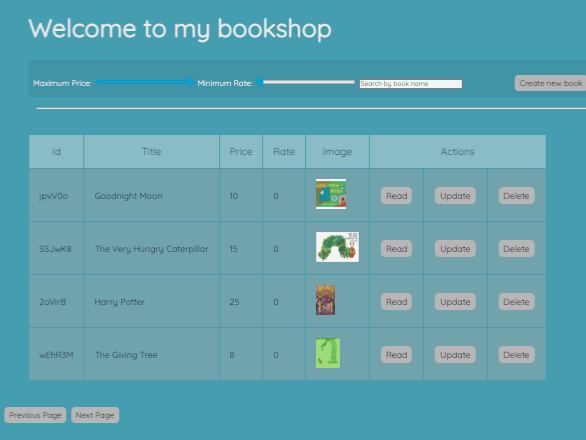 Welcome to my bookshop
Maximum Price: Minimum Rate: Search by book name Create new book
Id Title Price Rate Image Actions
jpvV0o Goodnight Moon 10 0 Read Update Delete
SSJwK8 The Very Hungry Caterpillar 15 0 Read Update Delete
2oVirB Harry Potter 25 0 Read Update Delete
wEhR3M The Giving Tree 8 0 Read Update Delete
Previous Page Next Page